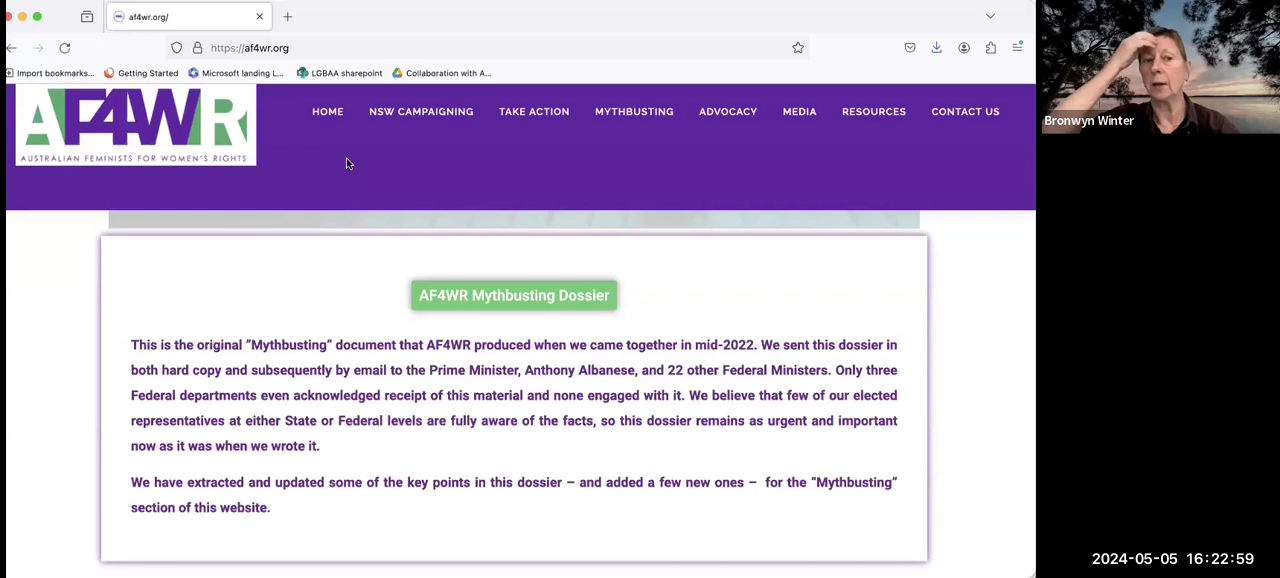 af4wr.org/
https://af4wr.org
Import bookmarks... Getting Started Microsoft landing L... LGBAA sharepoint Collaboration with A...
AF4WR
AUSTRALIAN FEMINISTS FOR WOMEN'S RIGHTS
HOME NSW CAMPAIGNING TAKE ACTION MYTHBUSTING ADVOCACY MEDIA RESOURCES CONTACT US
Bronwyn Winter
AF4WR Mythbusting Dossier
This is the original “Mythbusting” document that AF4WR produced when we came together in mid-2022. We sent this dossier in
both hard copy and subsequently by email to the Prime Minister, Anthony Albanese, and 22 other Federal Ministers. Only three
Federal departments even acknowledged receipt of this material and none engaged with it. We believe that few of our elected
representatives at either State or Federal levels are fully aware of the facts, so this dossier remains as urgent and important
now as it was when we wrote it.
We have extracted and updated some of the key points in this dossier – and added a few new ones – for the “Mythbusting”
section of this website.
2024-05-05 16:22:59